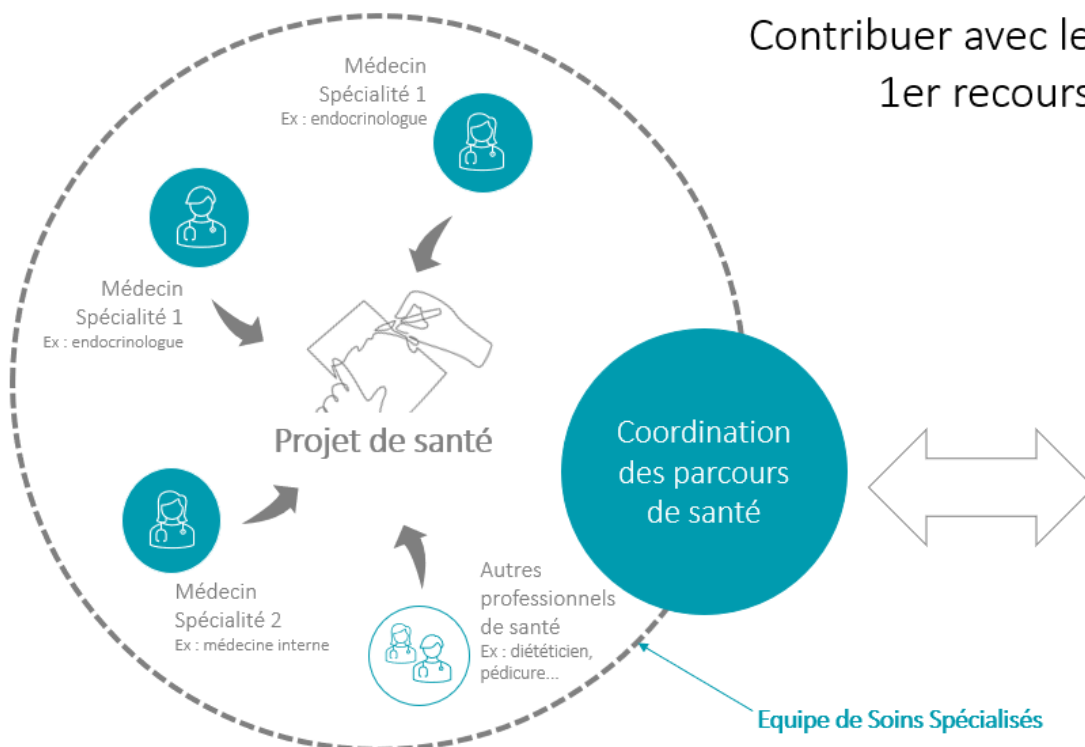 Contribuer avec le
1er recours
Médecin
Spécialité 1
Ex : endocrinologue
Médecin
Spécialité 1
Ex : endocrinologue
Projet de santé
Coordination
des parcours
de santé
Médecin
Spécialité 2
Ex : médecine interne
Autres
professionnels
de santé
Ex : diététicien,
pédicure...
Equipe de Soins Spécialisés